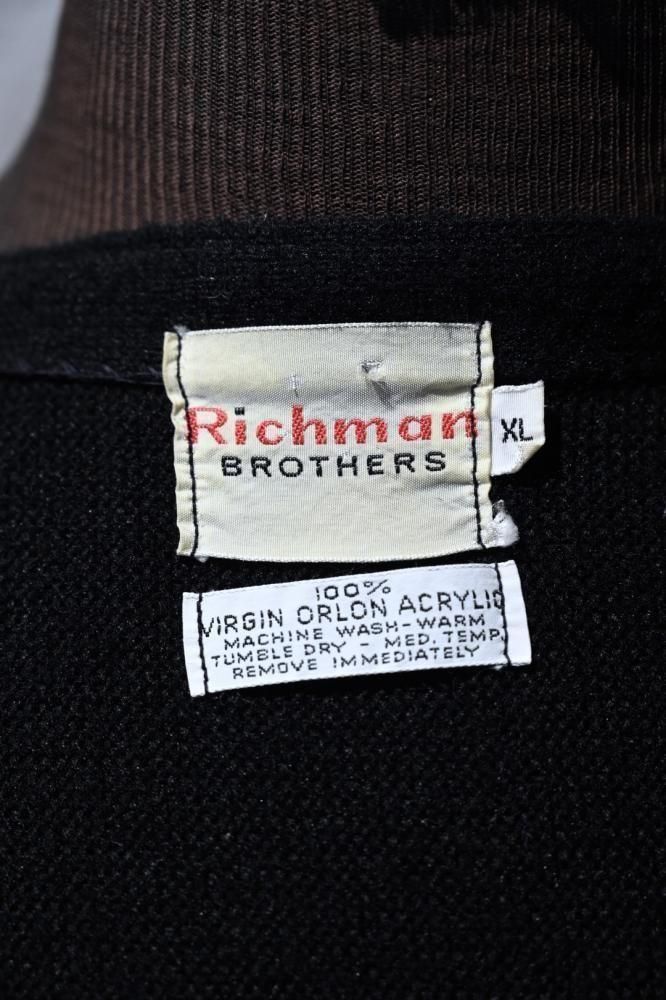 Richman
BROTHERS
XL
100%
VIRGIN ORLON ACRYLIC
MACHINE WASH-WARM
TUMBLE DRY - MED. TEMP.
REMOVE IMMEDIATELY